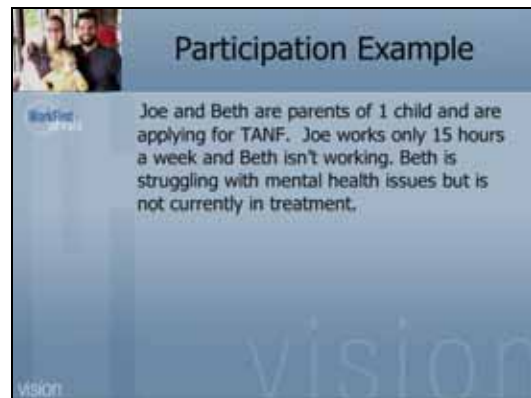 Participation Example
WorkFirst
Joe and Beth are parents of 1 child and are
applying for TANF.  Joe works only 15 hours
a week and Beth isn't working. Beth is
struggling with mental health issues but is
not currently in treatment.
vision
vision